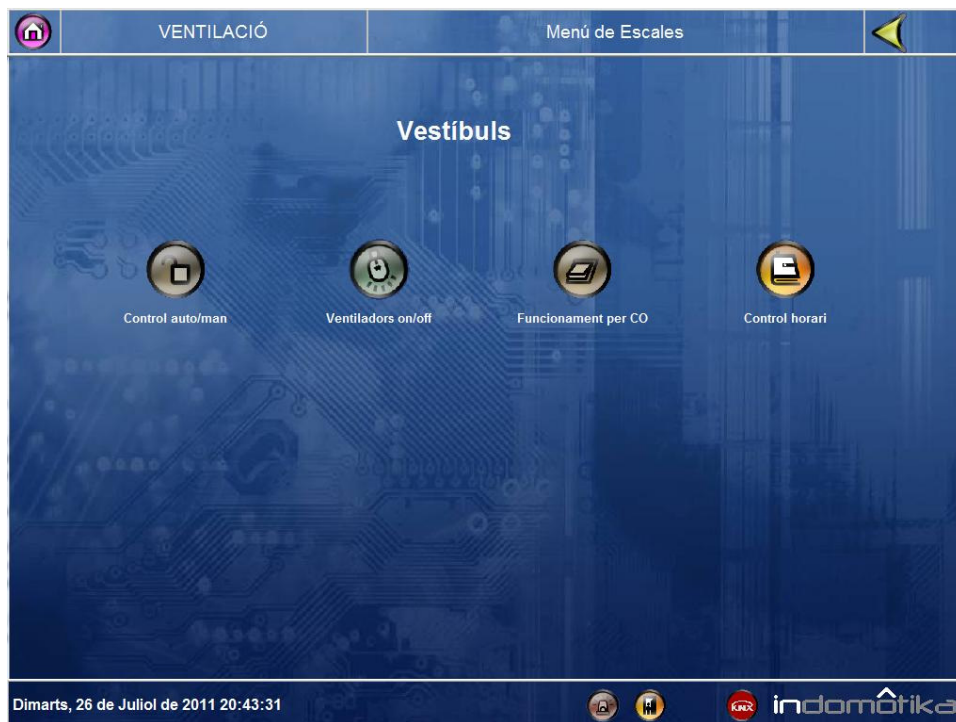 VENTILACIÓ
Menú de Escales
Vestíbuls
Control auto/man
Ventiladors on/off
Funcionament per CO
Control horari
Dimarts, 26 de Juliol de 2011 20:43:31
KNX
indomôtika